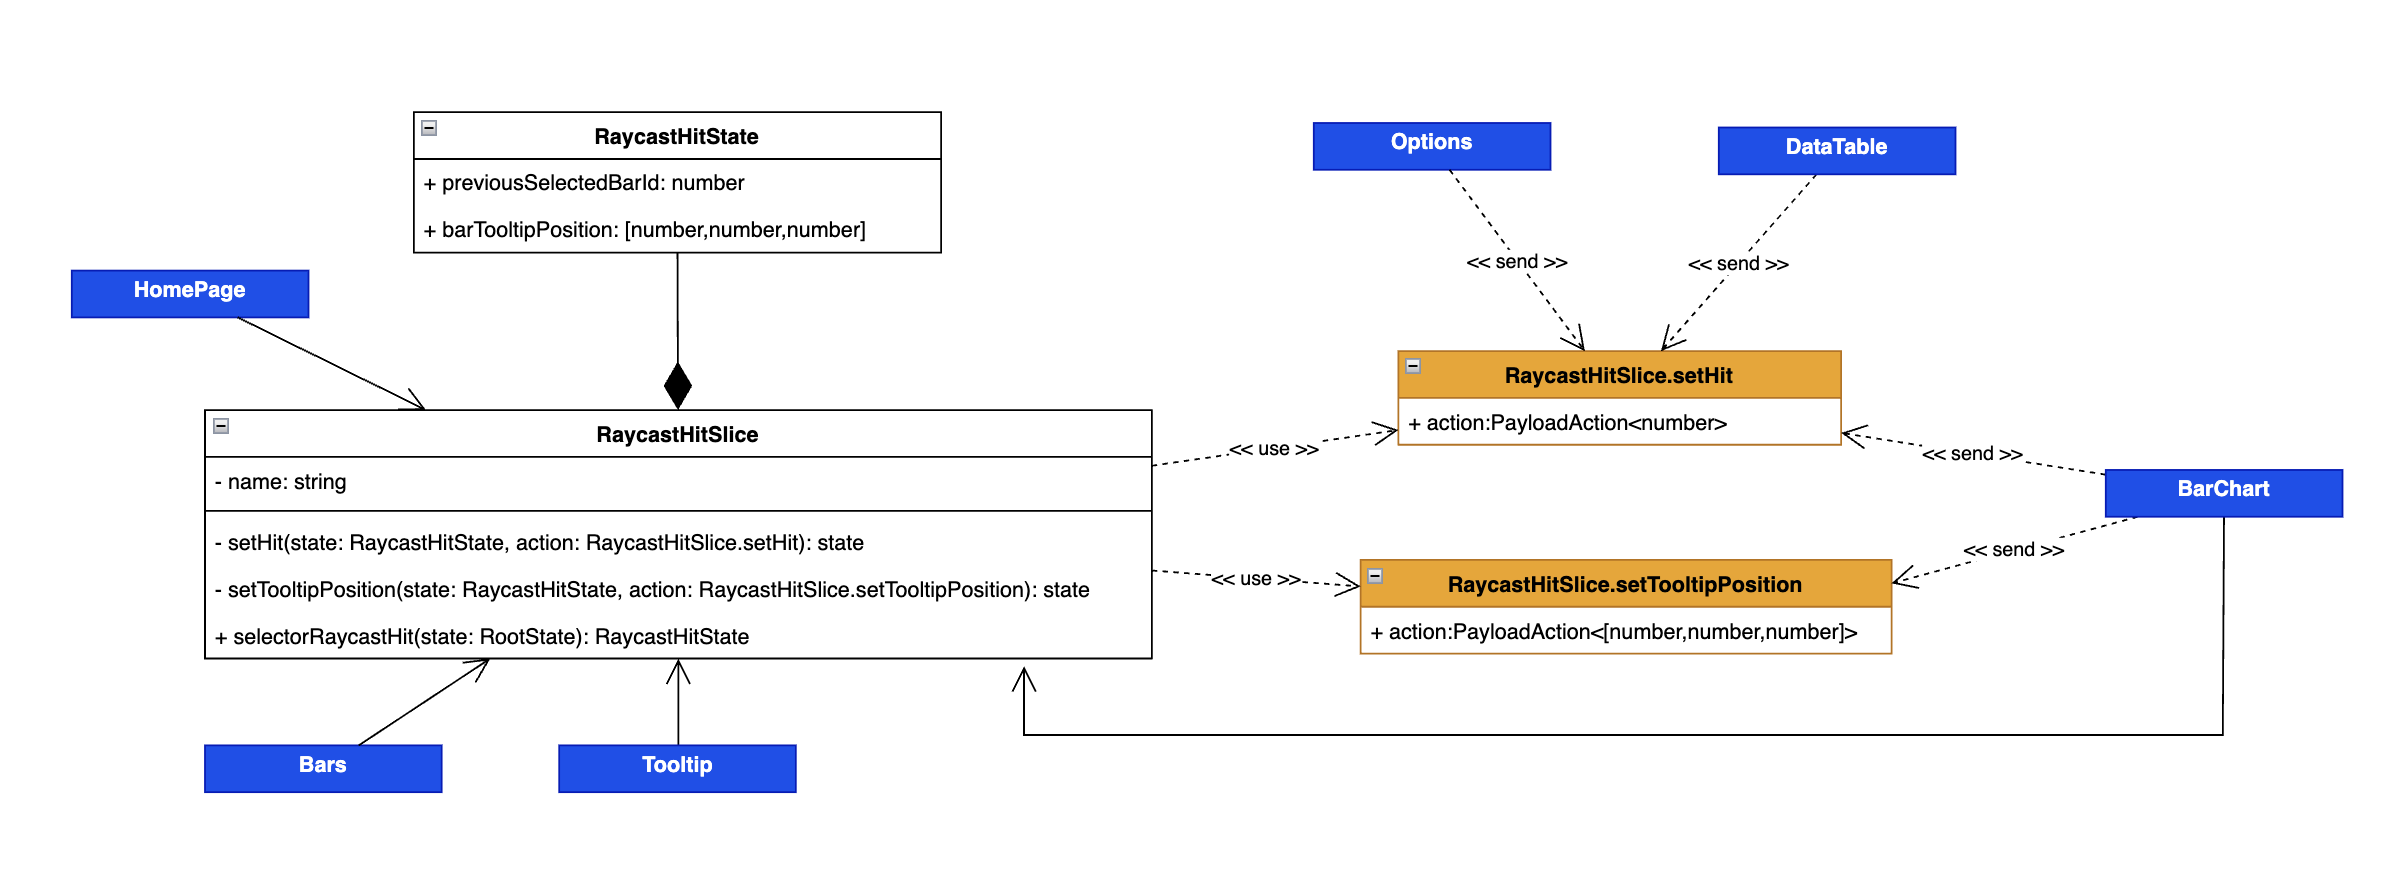 RaycastHitState
+ previousSelectedBarId: number
+ barTooltipPosition: [number,number,number]
Options
DataTable
HomePage
<< send >>
<< send >>
RaycastHitSlice.setHit
+ action:PayloadAction<number>
RaycastHitSlice
- name: string
- setHit(state: RaycastHitState, action: RaycastHitSlice.setHit): state
- setTooltipPosition(state: RaycastHitState, action: RaycastHitSlice.setTooltipPosition): state
+ selectorRaycastHit(state: RootState): RaycastHitState
<< use >>
<< send >>
BarChart
<< send >>
<< use >>
RaycastHitSlice.setTooltipPosition
+ action:PayloadAction<[number,number,number]>
Bars
Tooltip